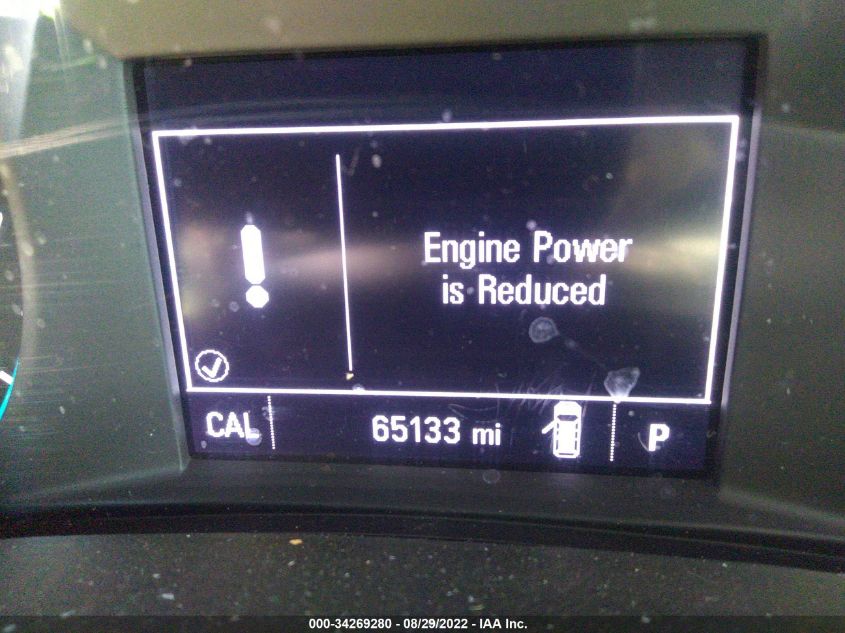 Engine Power
is Reduced
CAL 65133 mi P
000-34269280 - 08/29/2022 - IAA Inc.